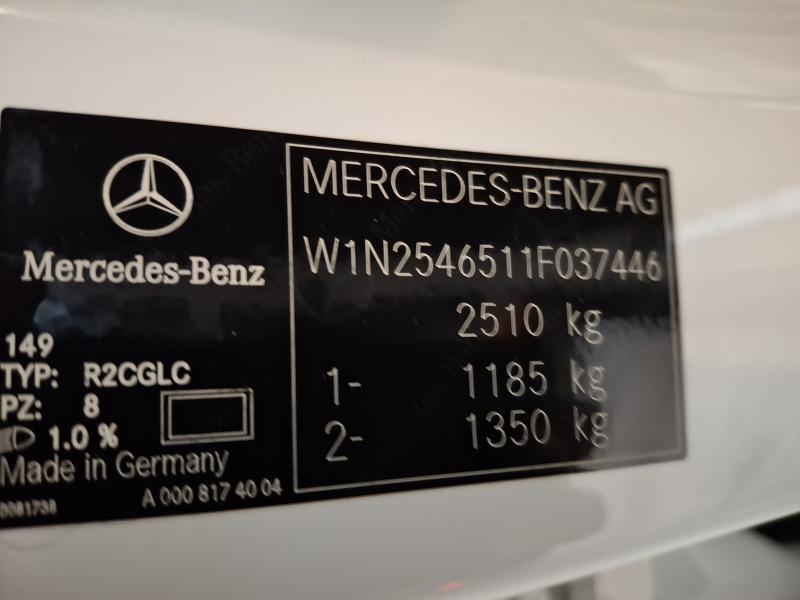 Mercedes-Benz
149
TYP: R2CGLC
PZ: 8
1.0 %
Made in Germany
A 000 817 40 04
0081738
MERCEDES-BENZ AG
W1N2546511F037446
2510 kg
1- 1185 kg
2- 1350 kg